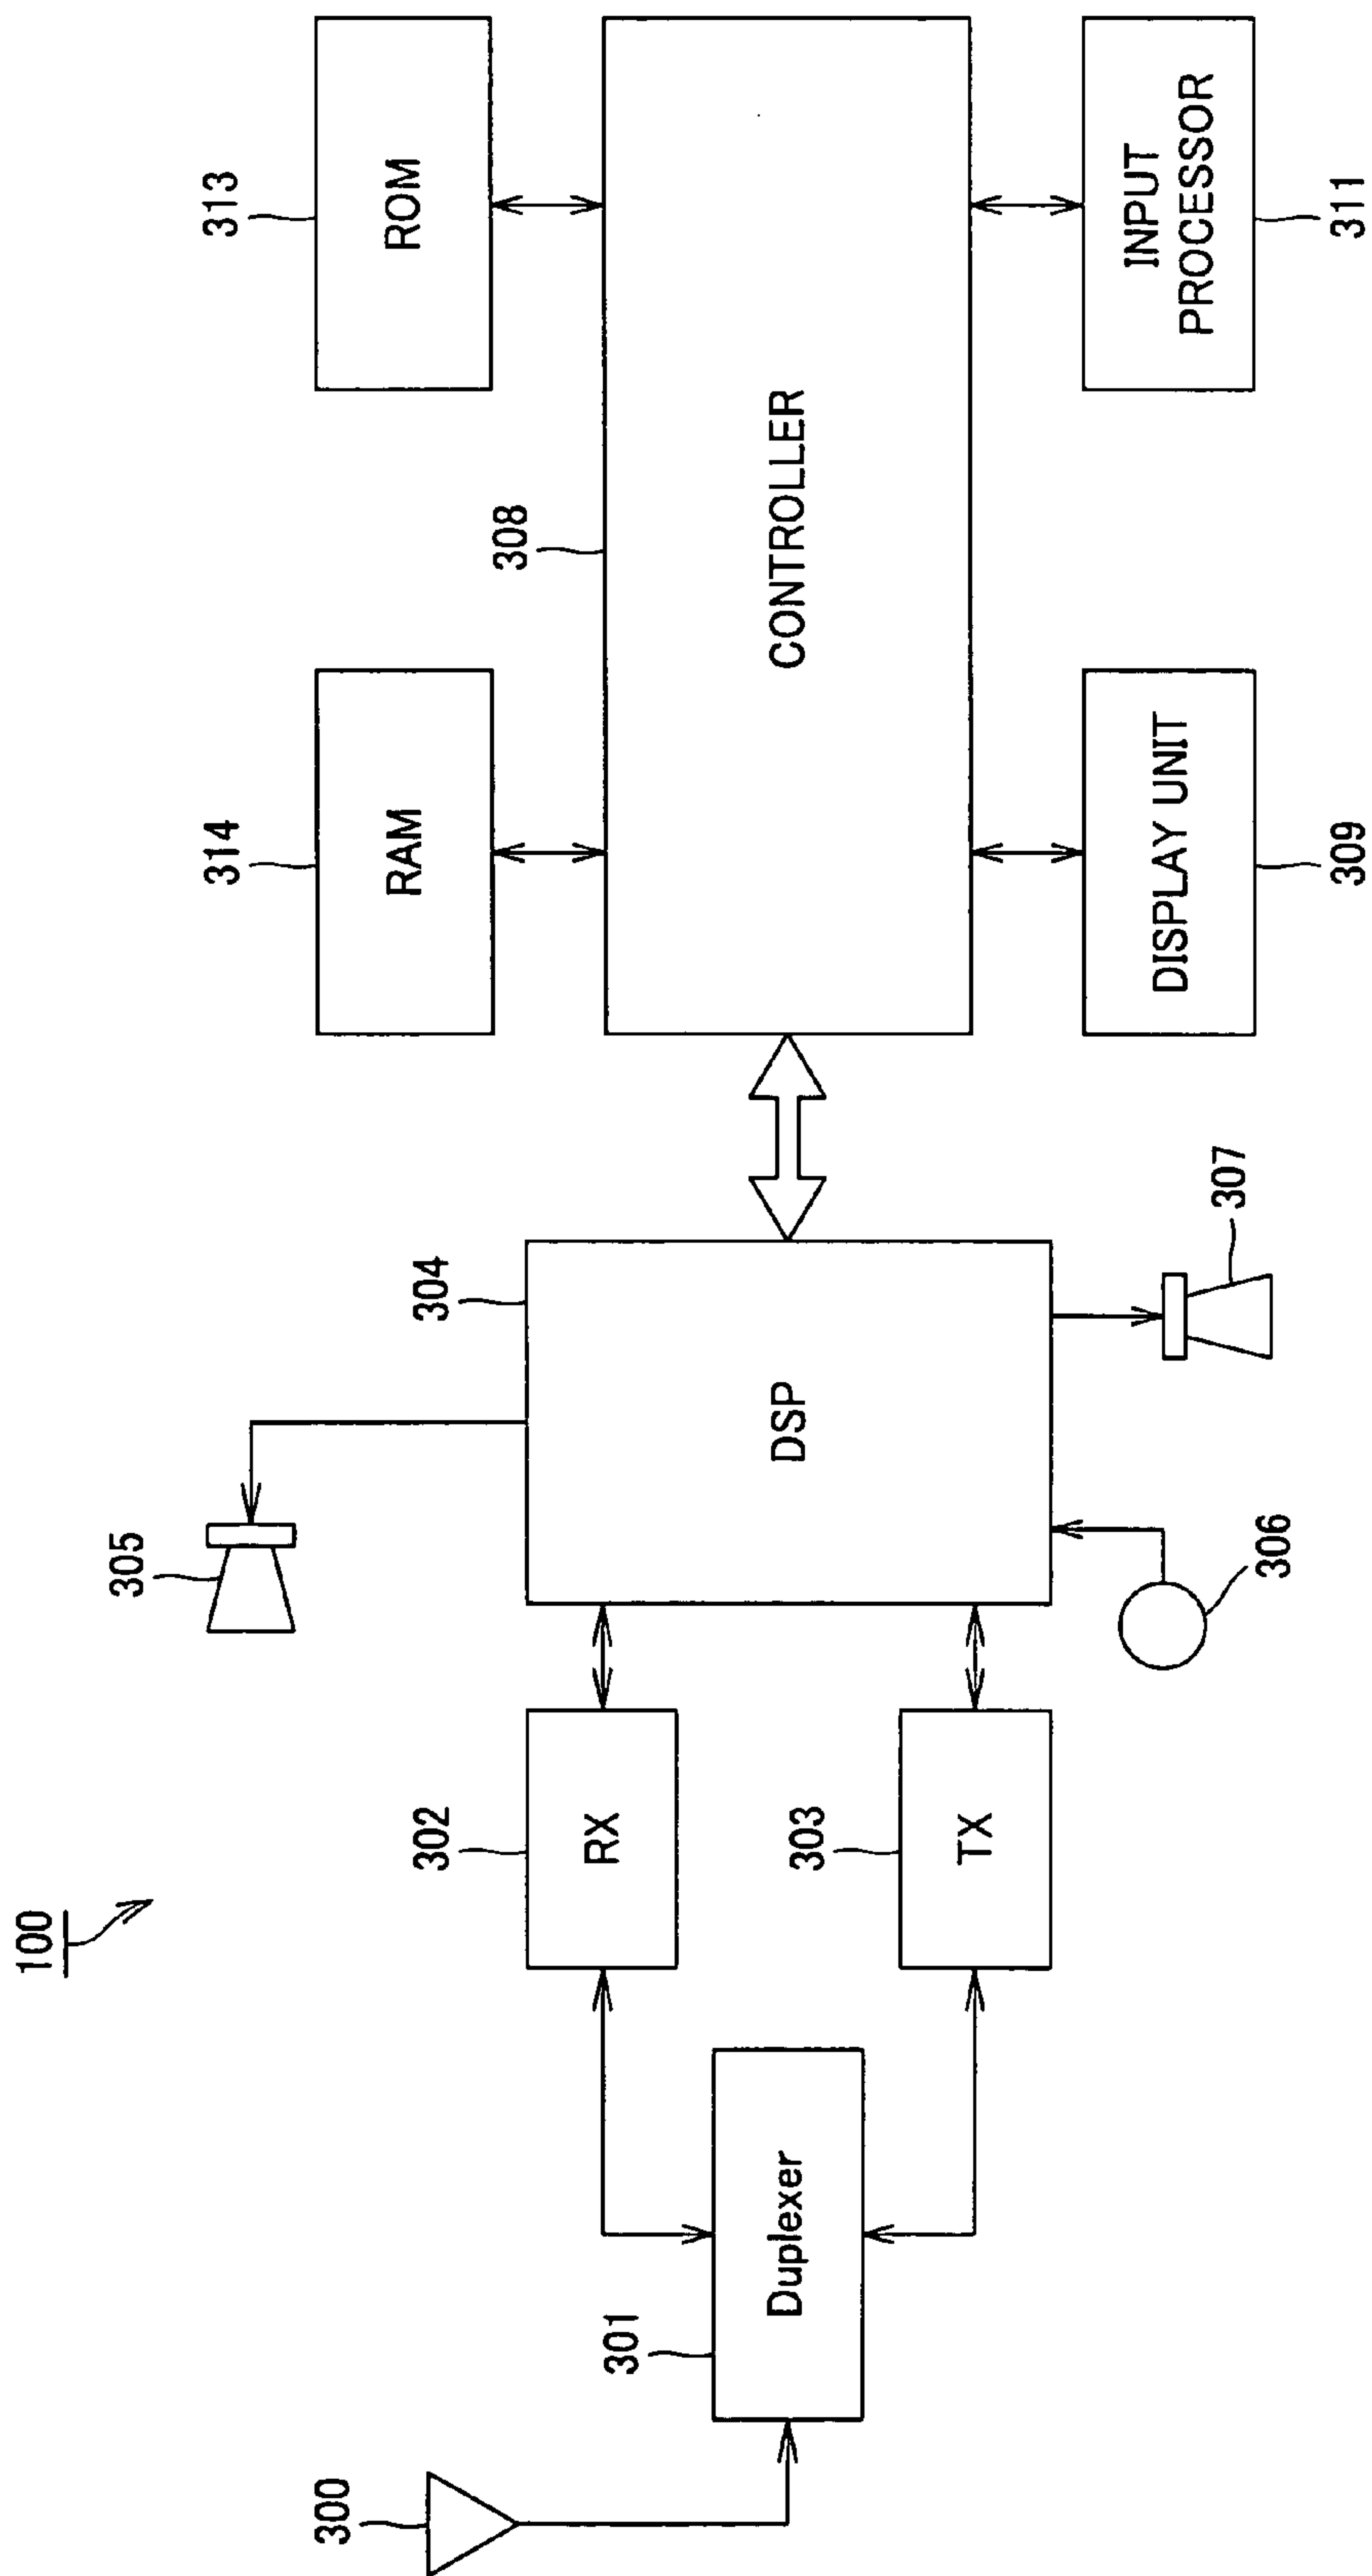 100
300
301
Duplexer
302
RX
303
TX
304
DSP
305
306
307
308
CONTROLLER
314
RAM
313
ROM
309
DISPLAY UNIT
311
INPUT
PROCESSOR